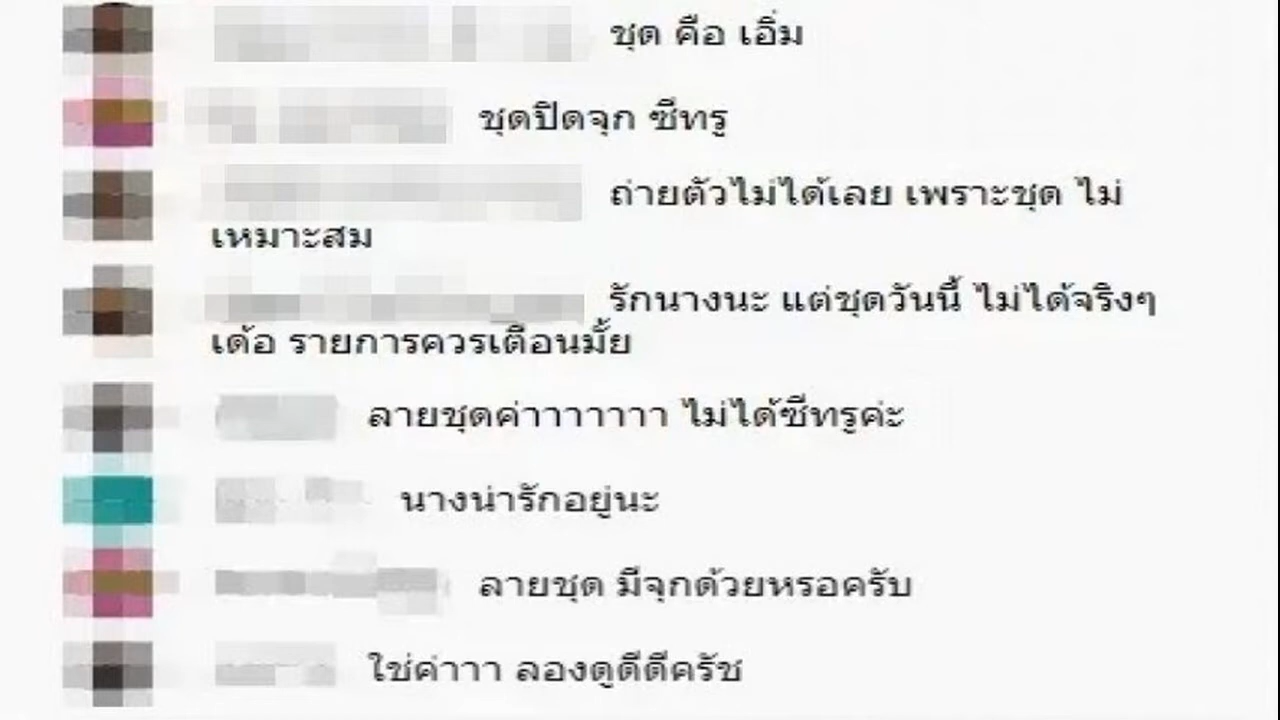 ชุด คือ เอิ่ม
ชุดปิดจุก ซีทรู
ถ่ายตัวไม่ได้เลย เพราะชุด ไม่
เหมาะสม
รักนางนะ แต่ชุดวันนี้ ไม่ได้จริงๆ
เด้อ รายการควรเตือนมั้ย
ลายชุดค่าาาาาาา ไม่ได้ซีทรูค่ะ
นางน่ารักอยู่นะ
ลายชุด มีจุกด้วยหรอครับ
ใช่ค่าาา ลองดูดีดีครัช